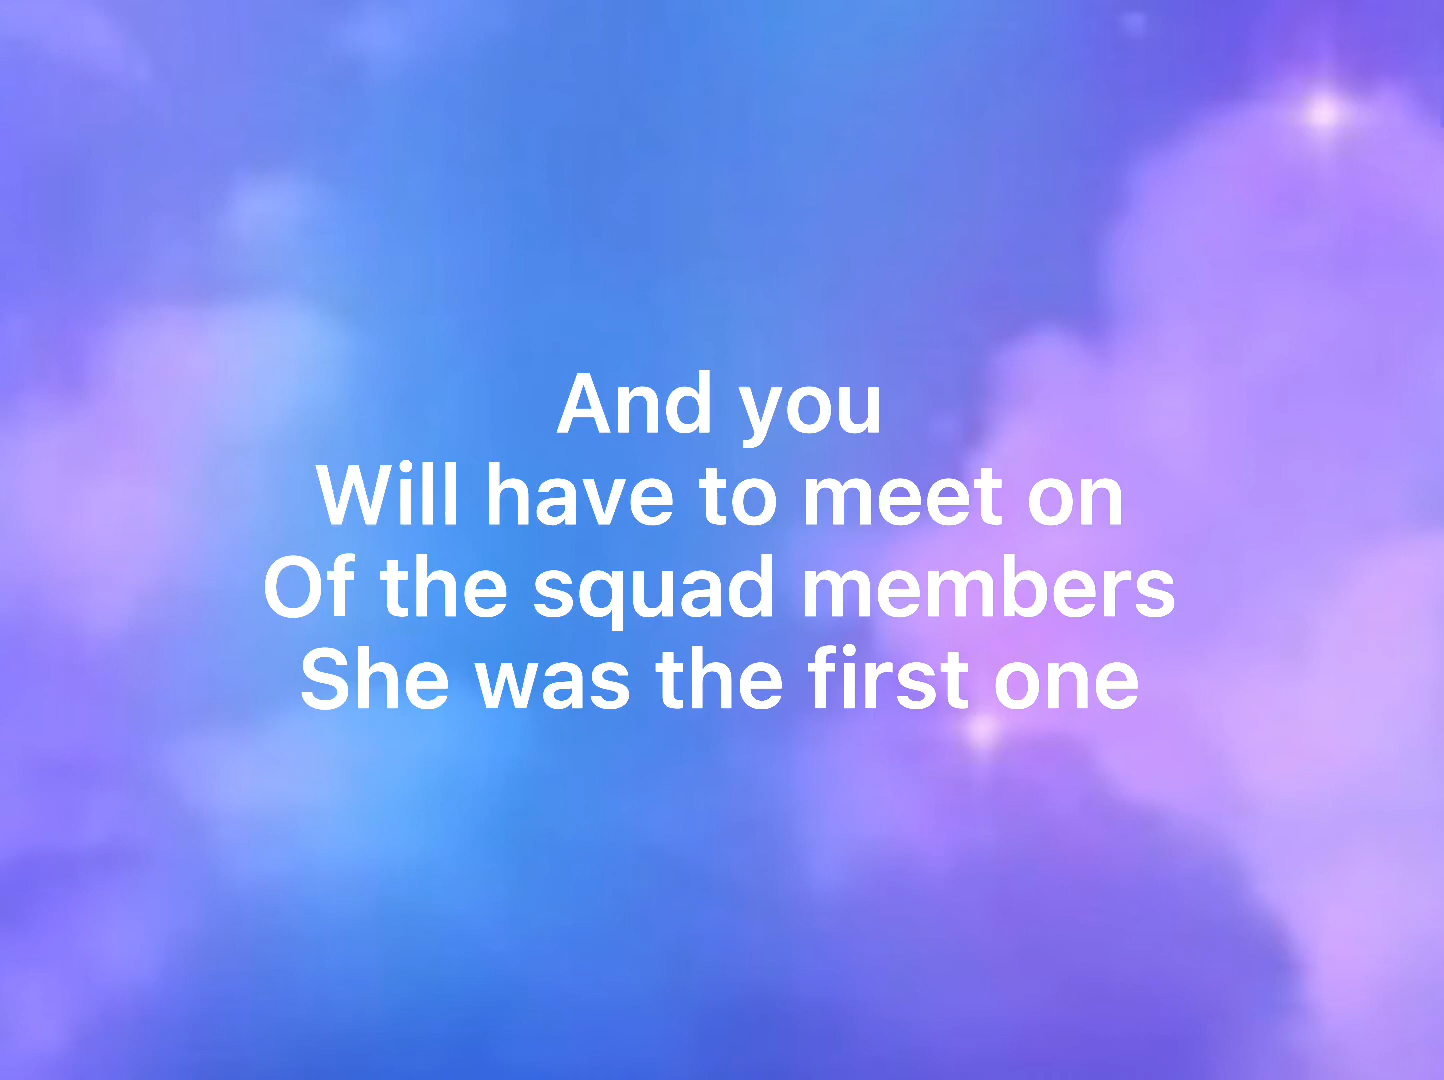 And you
Will have to meet on
Of the squad members
She was the first one